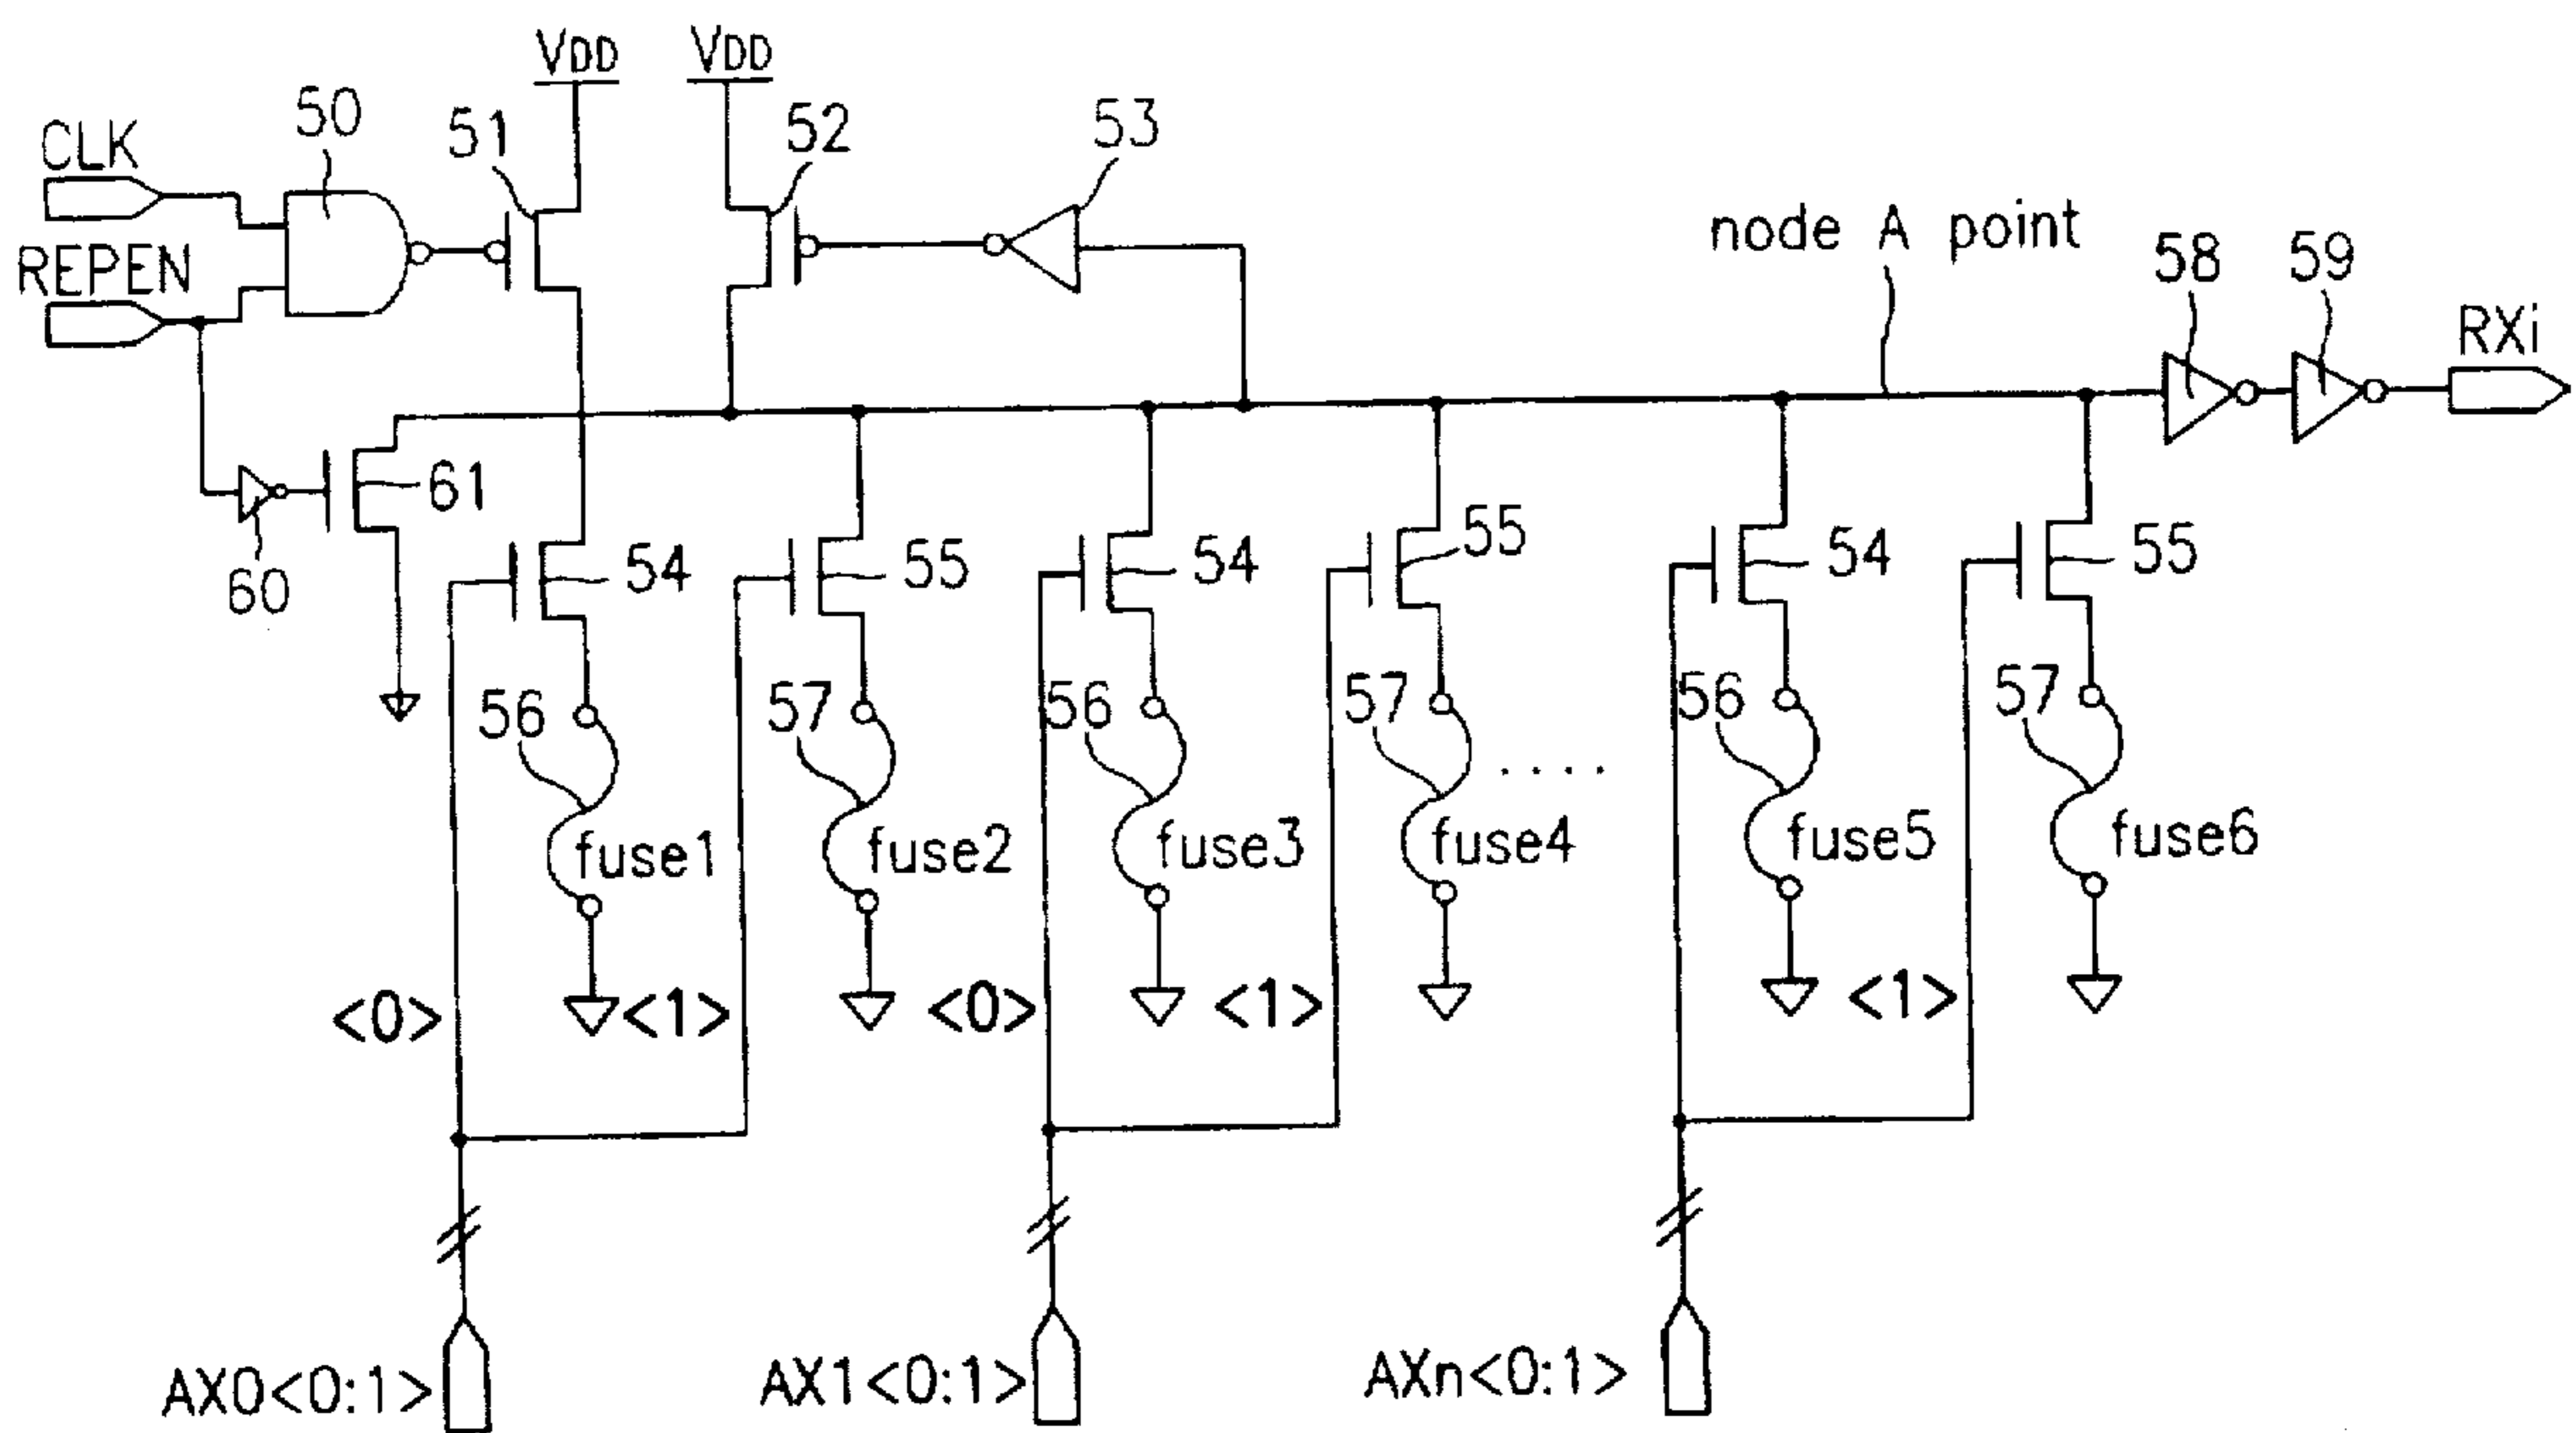 VDD VDD
CLK 50 51 52 53
REPEN
node A point 58 59 RXi
60 61
54 55 54 55 54 55
56 57 56 57 56 57
. . . .
fuse1 fuse2 fuse3 fuse4 fuse5 fuse6
<0> <1> <0> <1> <1>
AX0<0:1> AX1<0:1> AXn<0:1>